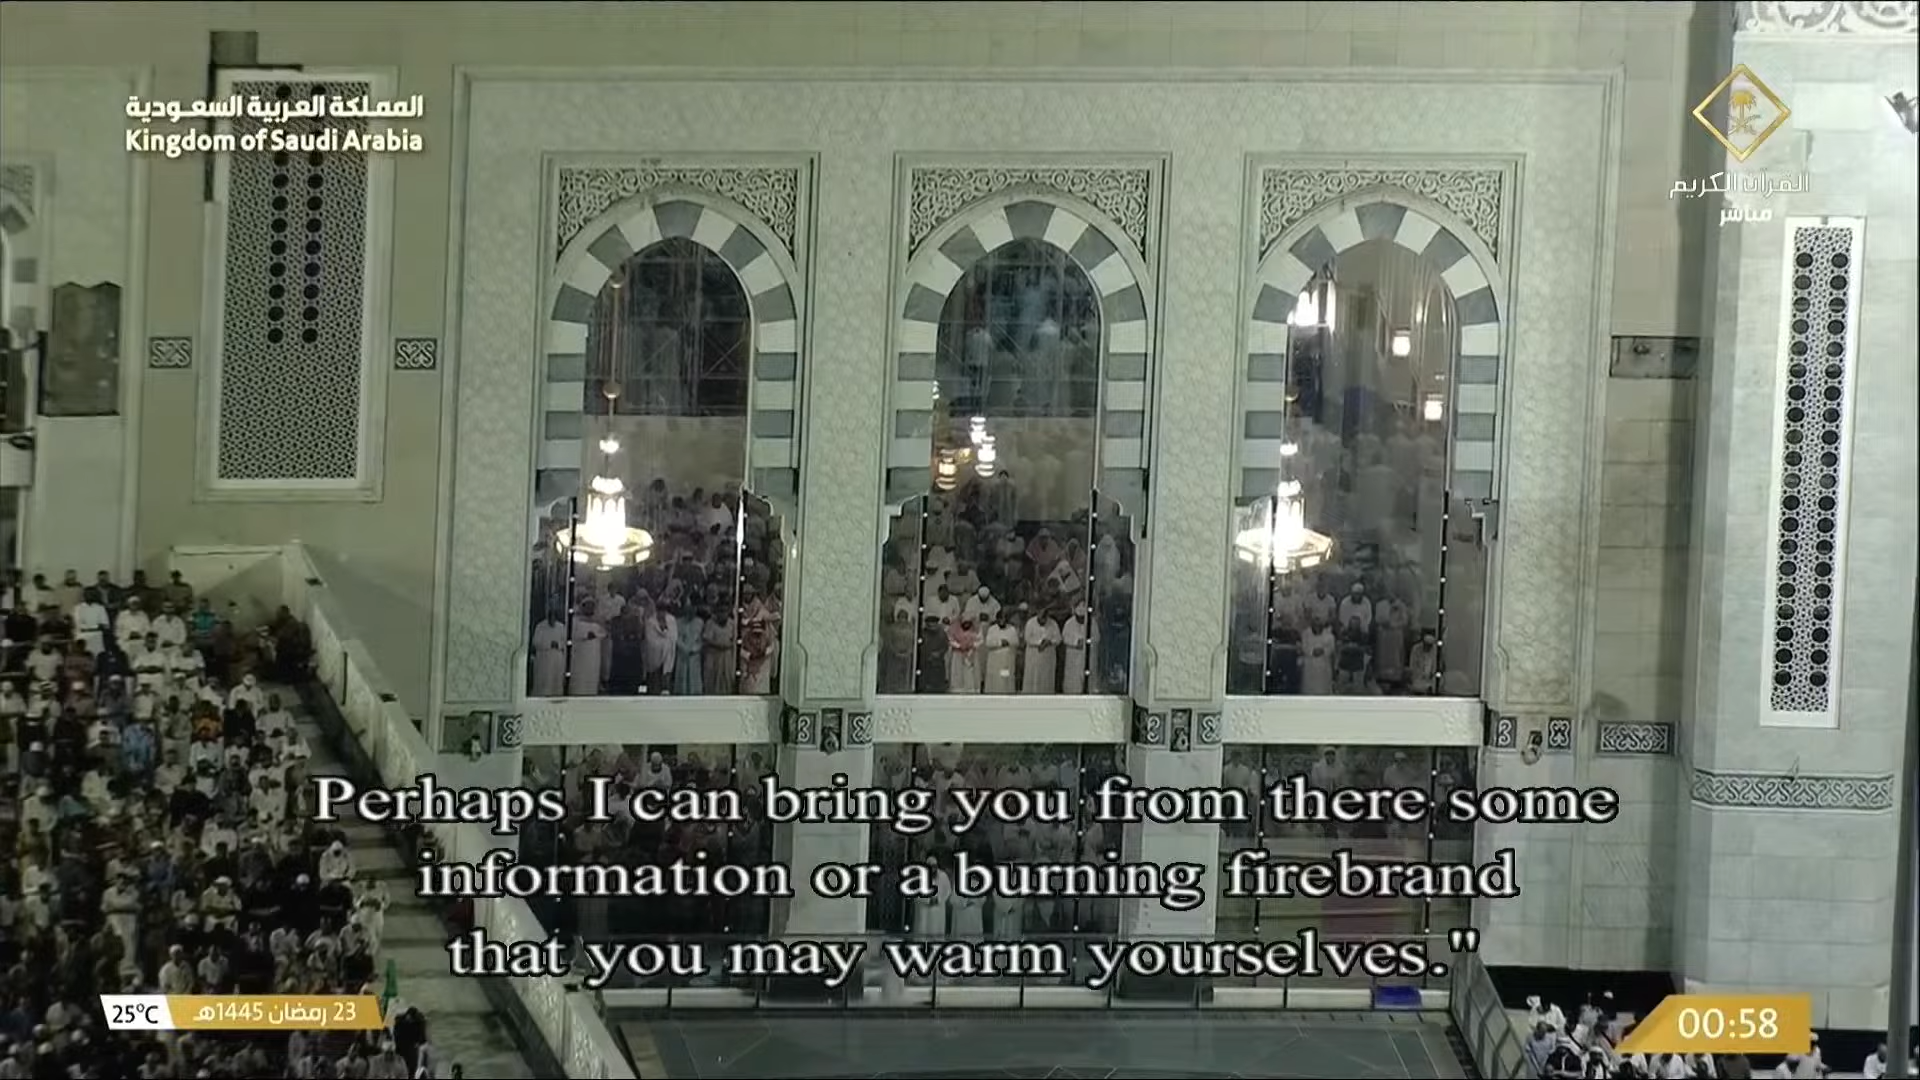 المملكة العربية السعودية
Kingdom of Saudi Arabia
القرآن الكريم
مباشر
Perhaps I can bring you from there some
information or a burning firebrand
that you may warm yourselves."
25°C
23 رمضان 1445هـ
00:58